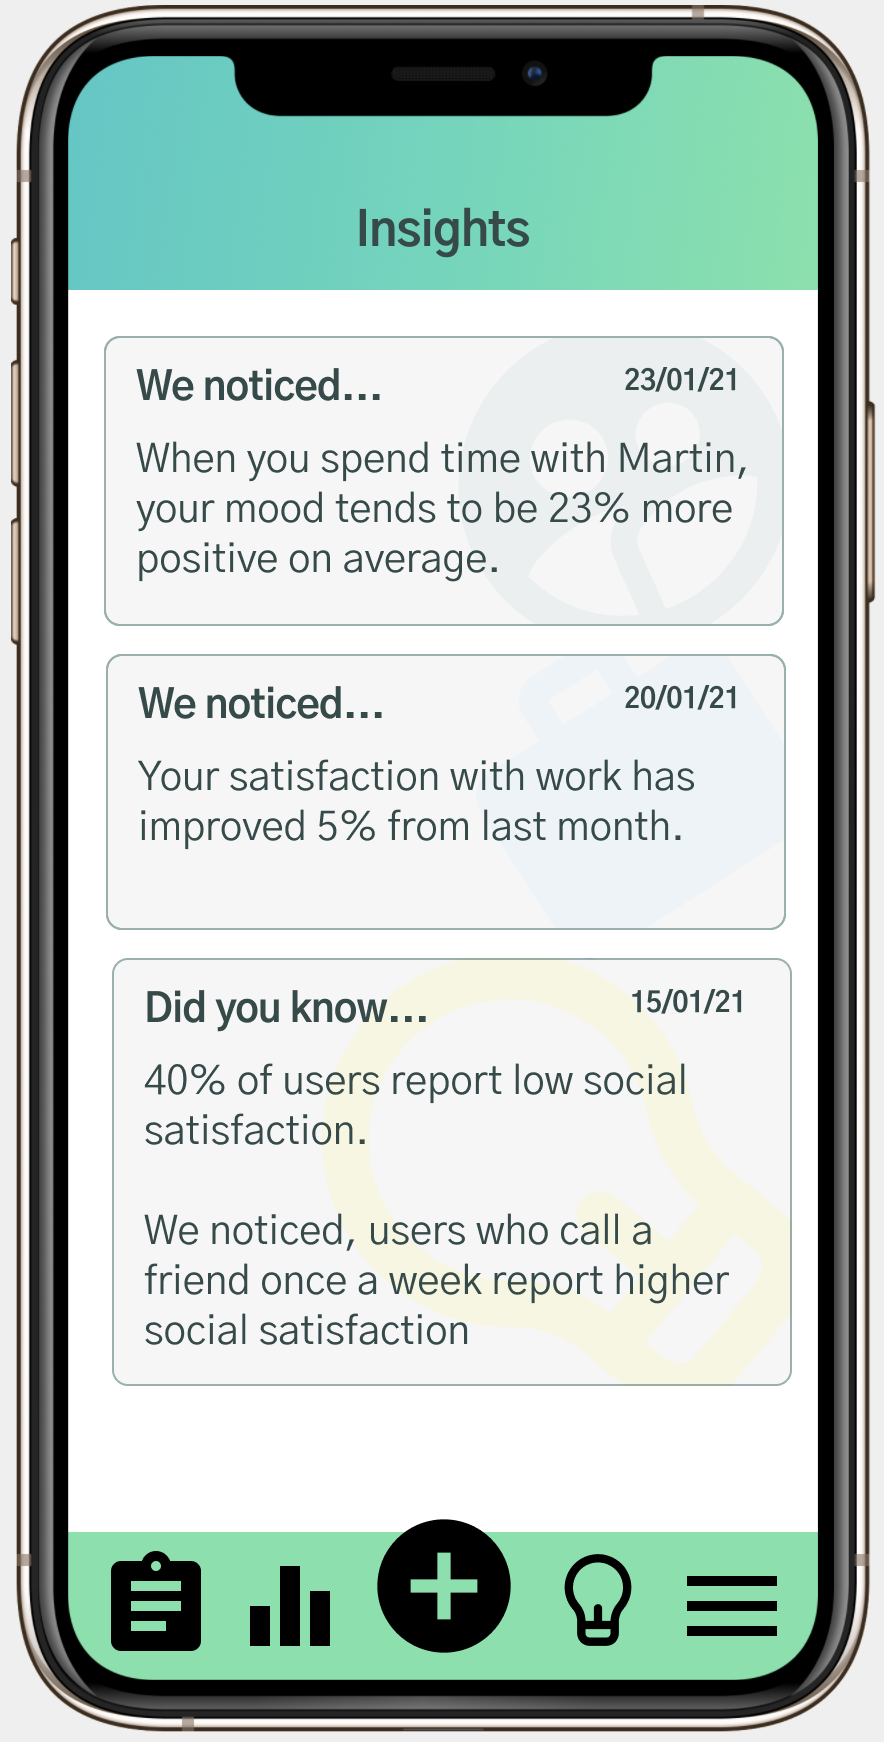 Insights
We noticed...
23/01/21
When you spend time with Martin,
your mood tends to be 23% more
positive on average.
We noticed...
20/01/21
Your satisfaction with work has
improved 5% from last month.
Did you know...
15/01/21
40% of users report low social
satisfaction.
We noticed, users who call a
friend once a week report higher
social satisfaction